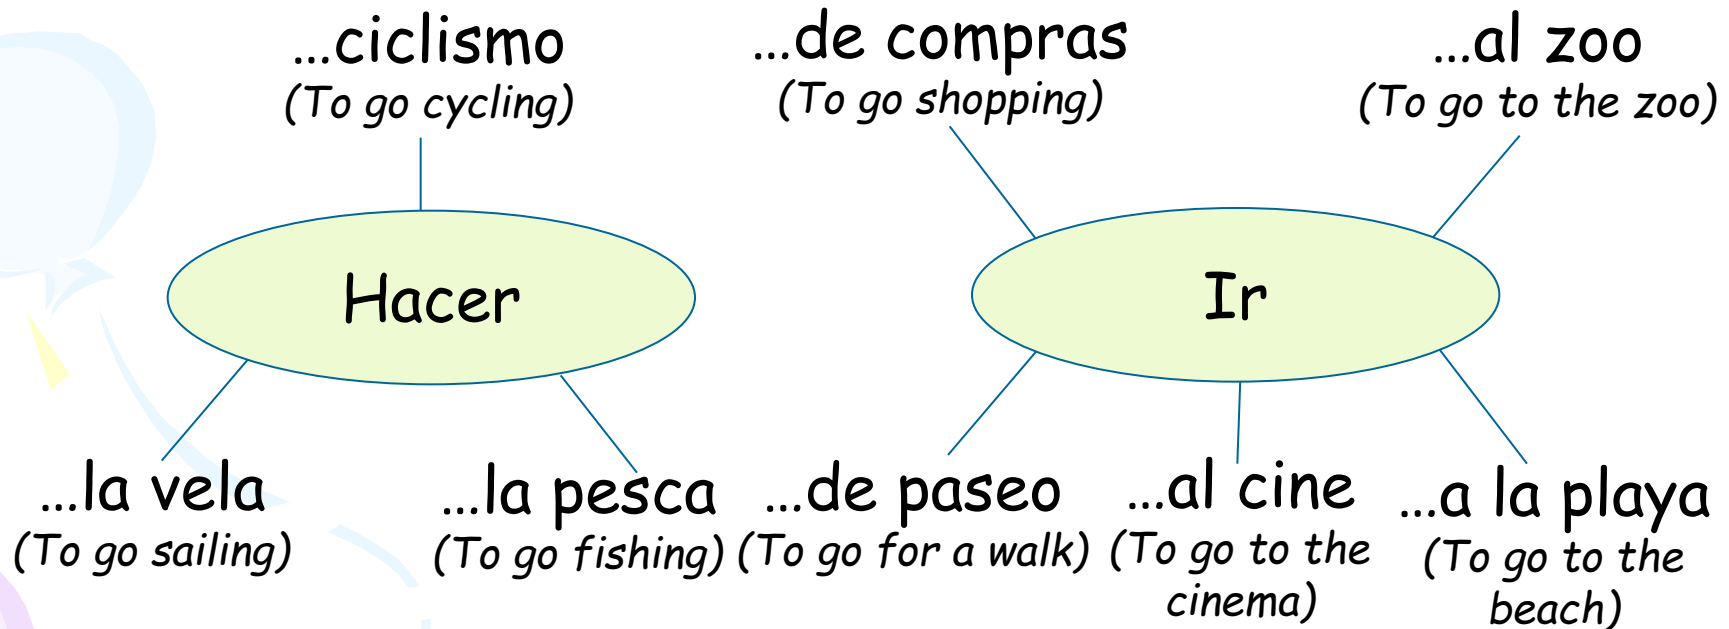 ...ciclismo
(To go cycling)
...de compras
(To go shopping)
...al zoo
(To go to the zoo)
Hacer
Ir
...la vela
(To go sailing)
...la pesca
(To go fishing)
...de paseo
(To go for a walk)
...al cine
(To go to the
cinema)
...a la playa
(To go to the
beach)